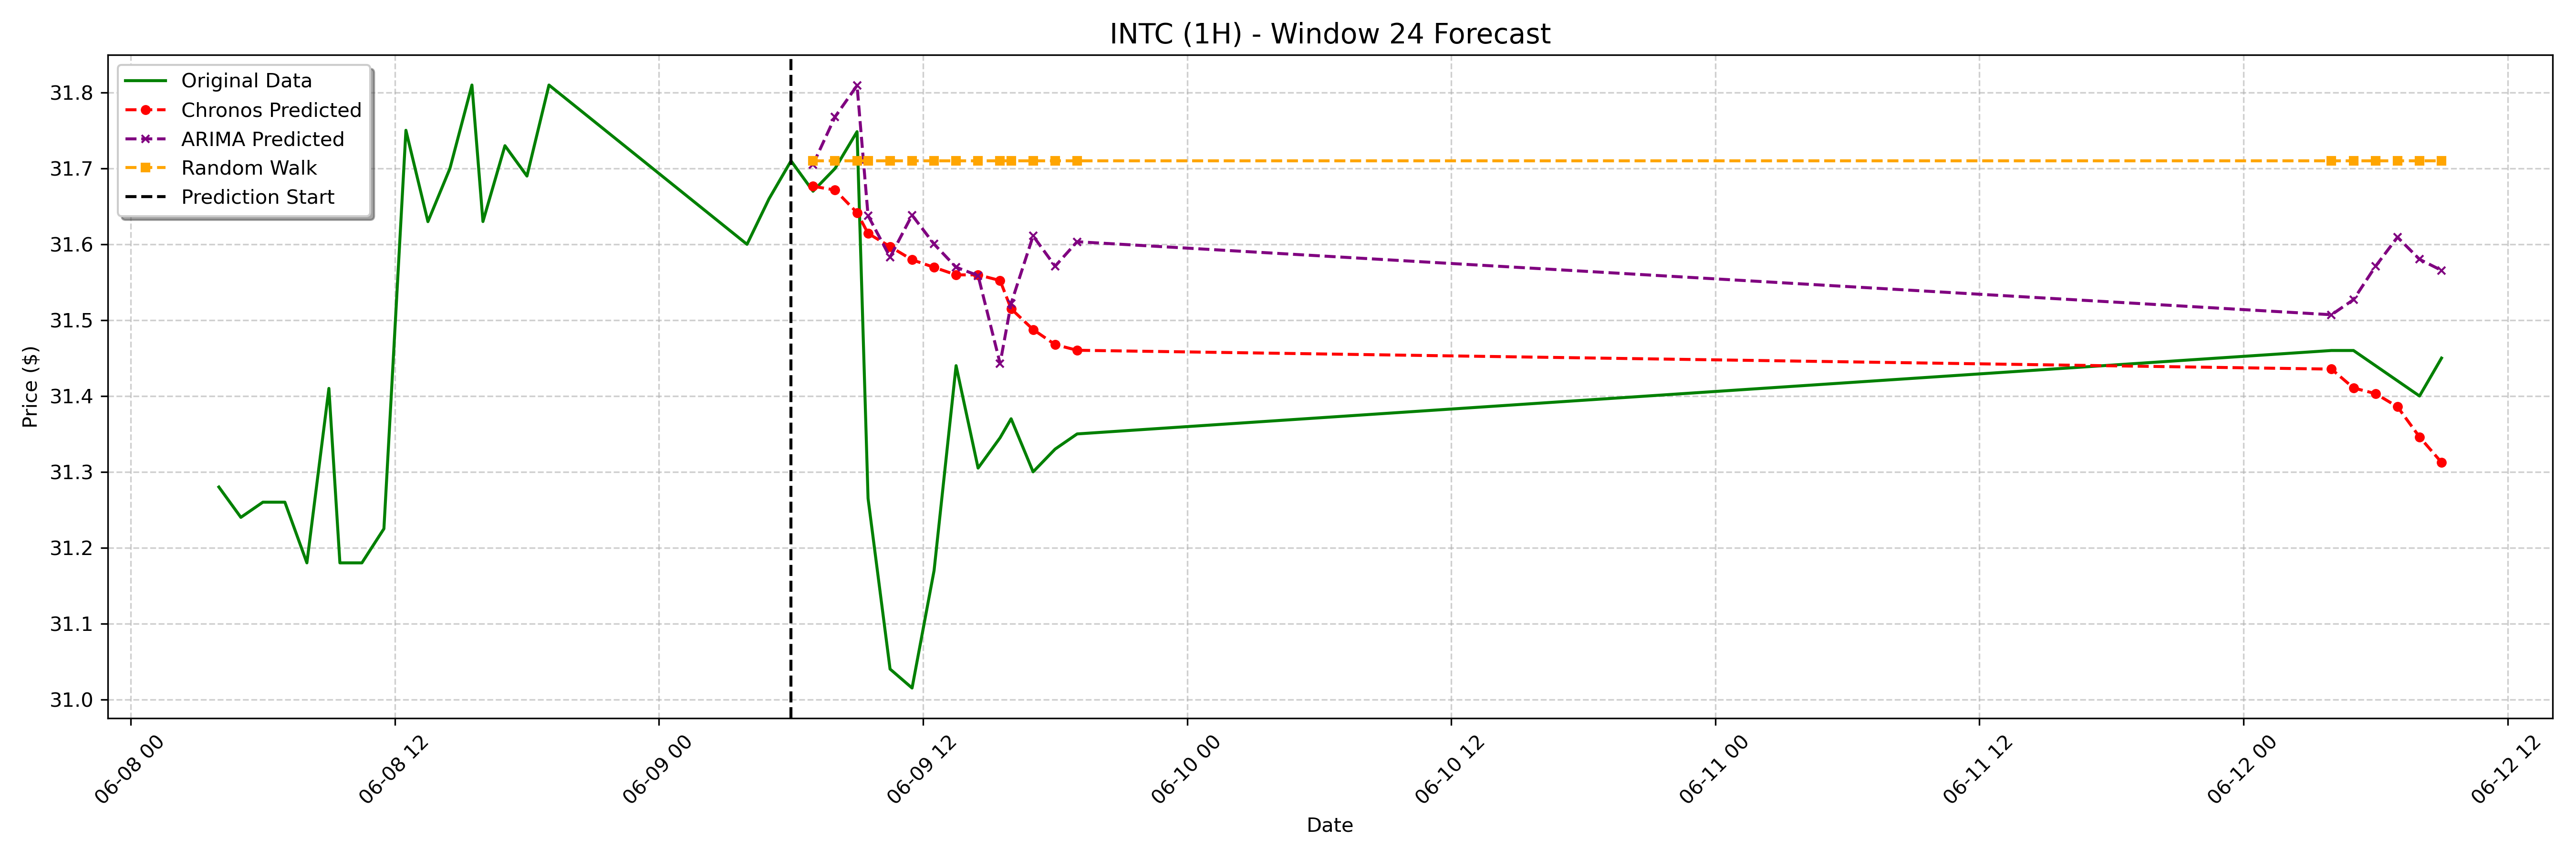 INTC (1H) - Window 24 Forecast
Original Data
Chronos Predicted
ARIMA Predicted
Random Walk
Prediction Start
Price ($)
31.8
31.7
31.6
31.5
31.4
31.3
31.2
31.1
31.0
06-08 00
06-08 12
06-09 00
06-09 12
06-10 00
06-10 12
06-11 00
06-11 12
06-12 00
06-12 12
Date